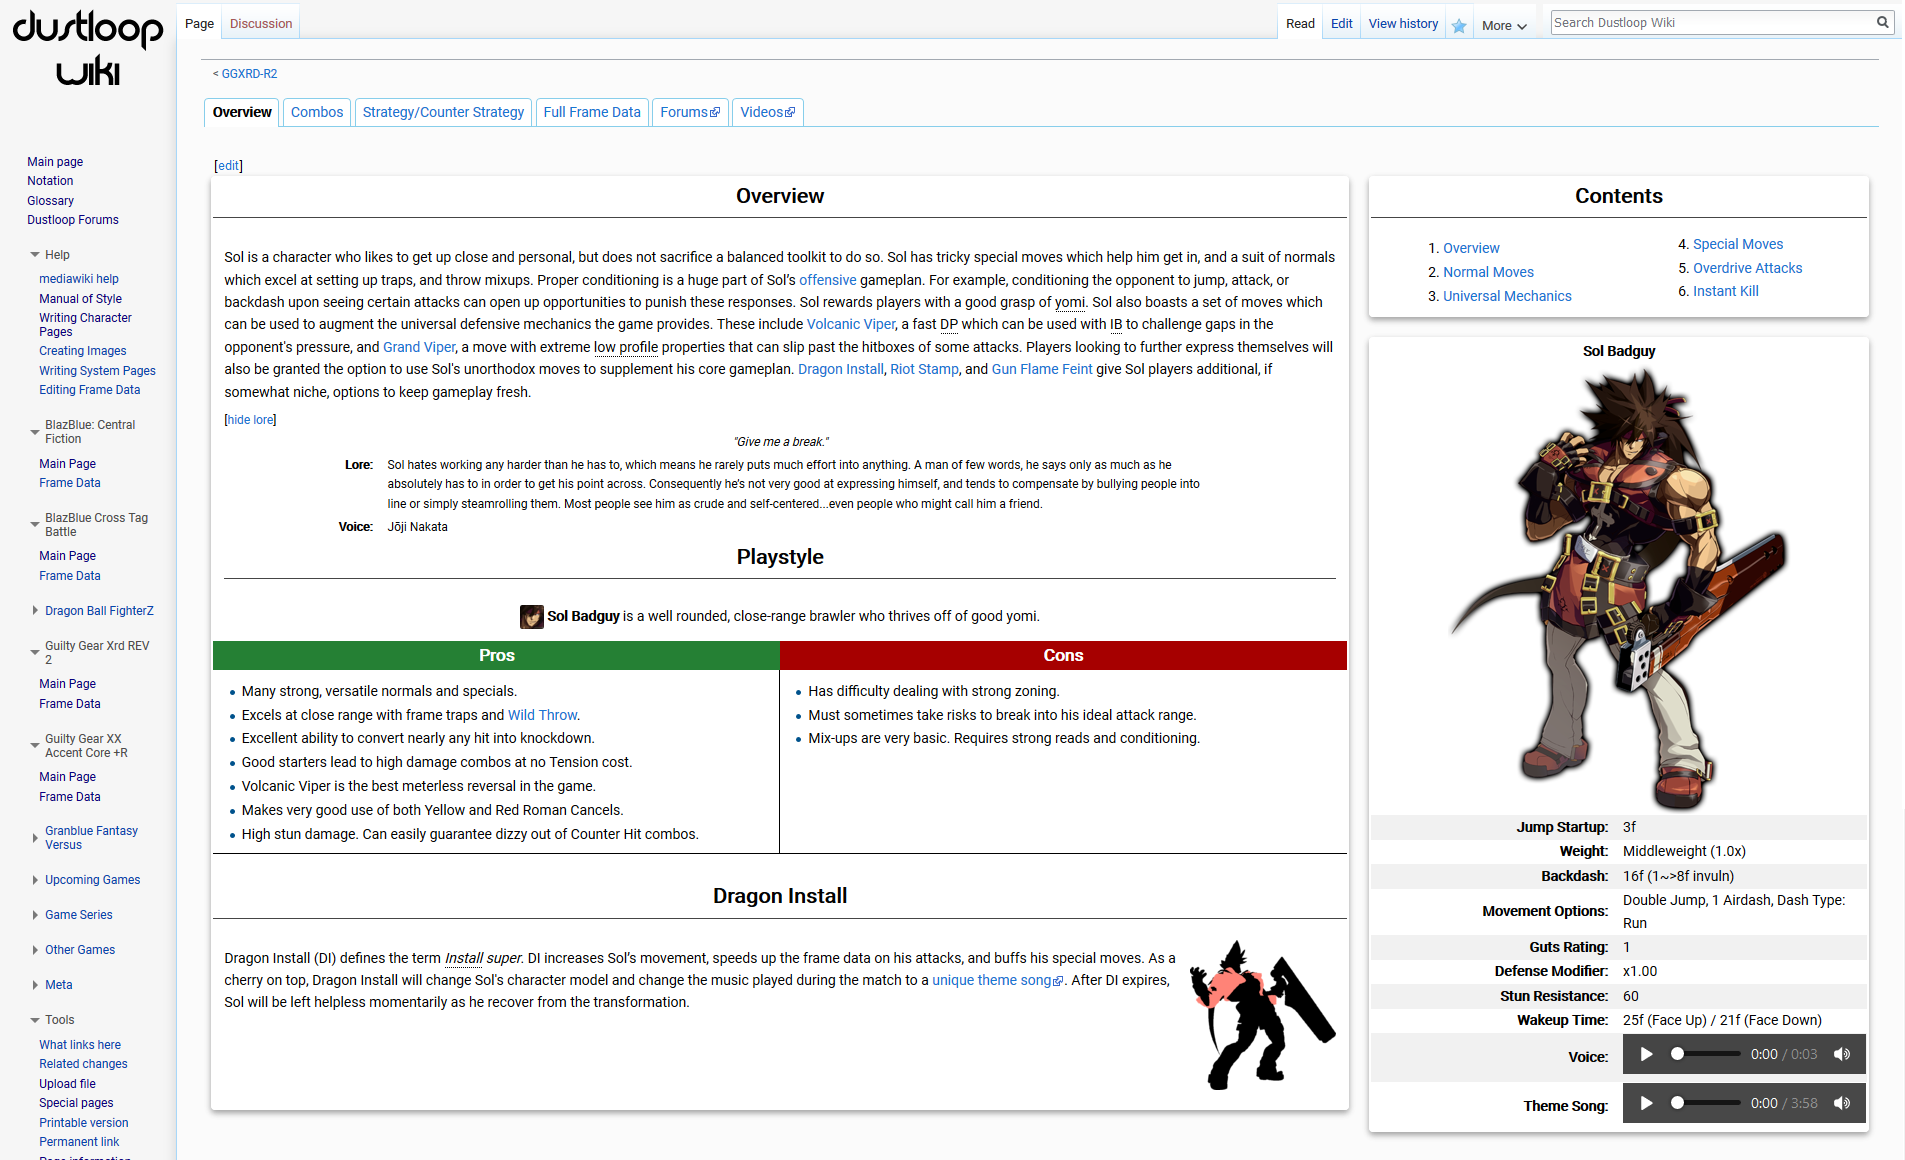 dustloop
wiki
Page
Discussion
Read
Edit
View history
More
Search Dustloop Wiki
< GGXRD-R2
Overview
Combos
Strategy/Counter Strategy
Full Frame Data
Forums
Videos
Main page
Notation
Glossary
Dustloop Forums
Help
mediawiki help
Manual of Style
Writing Character
Pages
Creating Images
Writing System Pages
Editing Frame Data
BlazBlue: Central
Fiction
Main Page
Frame Data
BlazBlue Cross Tag
Battle
Main Page
Frame Data
Dragon Ball FighterZ
Guilty Gear Xrd REV
2
Main Page
Frame Data
Guilty Gear XX
Accent Core +R
Main Page
Frame Data
Granblue Fantasy
Versus
Upcoming Games
Game Series
Other Games
Meta
Tools
What links here
Related changes
Upload file
Special pages
Printable version
Permanent link
Page information
[edit]
Overview
Sol is a character who likes to get up close and personal, but does not sacrifice a balanced toolkit to do so. Sol has tricky special moves which help him get in, and a suit of normals
which excel at setting up traps, and throw mixups. Proper conditioning is a huge part of Sol's offensive gameplan. For example, conditioning the opponent to jump, attack, or
backdash upon seeing certain attacks can open up opportunities to punish these responses. Sol rewards players with a good grasp of yomi. Sol also boasts a set of moves which
can be used to augment the universal defensive mechanics the game provides. These include Volcanic Viper, a fast DP which can be used with IB to challenge gaps in the
opponent's pressure, and Grand Viper, a move with extreme low profile properties that can slip past the hitboxes of some attacks. Players looking to further express themselves will
also be granted the option to use Sol's unorthodox moves to supplement his core gameplan. Dragon Install, Riot Stamp, and Gun Flame Feint give Sol players additional, if
somewhat niche, options to keep gameplay fresh.
[hide lore]
"Give me a break."
Lore: Sol hates working any harder than he has to, which means he rarely puts much effort into anything. A man of few words, he says only as much as he
absolutely has to in order to get his point across. Consequently he's not very good at expressing himself, and tends to compensate by bullying people into
line or simply steamrolling them. Most people see him as crude and self-centered...even people who might call him a friend.
Voice: Jōji Nakata
Playstyle
Sol Badguy is a well rounded, close-range brawler who thrives off of good yomi.
Pros
Many strong, versatile normals and specials.
Excels at close range with frame traps and Wild Throw.
Excellent ability to convert nearly any hit into knockdown.
Good starters lead to high damage combos at no Tension cost.
Volcanic Viper is the best meterless reversal in the game.
Makes very good use of both Yellow and Red Roman Cancels.
High stun damage. Can easily guarantee dizzy out of Counter Hit combos.
Cons
Has difficulty dealing with strong zoning.
Must sometimes take risks to break into his ideal attack range.
Mix-ups are very basic. Requires strong reads and conditioning.
Dragon Install
Dragon Install (DI) defines the term Install super. DI increases Sol's movement, speeds up the frame data on his attacks, and buffs his special moves. As a
cherry on top, Dragon Install will change Sol's character model and change the music played during the match to a unique theme song. After DI expires,
Sol will be left helpless momentarily as he recover from the transformation.
Contents
1. Overview
2. Normal Moves
3. Universal Mechanics
4. Special Moves
5. Overdrive Attacks
6. Instant Kill
Sol Badguy
Jump Startup: 3f
Weight: Middleweight (1.0x)
Backdash: 16f (1~>8f invuln)
Movement Options: Double Jump, 1 Airdash, Dash Type:
Run
Guts Rating: 1
Defense Modifier: x1.00
Stun Resistance: 60
Wakeup Time: 25f (Face Up) / 21f (Face Down)
Voice: 0:00 / 0:03
Theme Song: 0:00 / 3:58